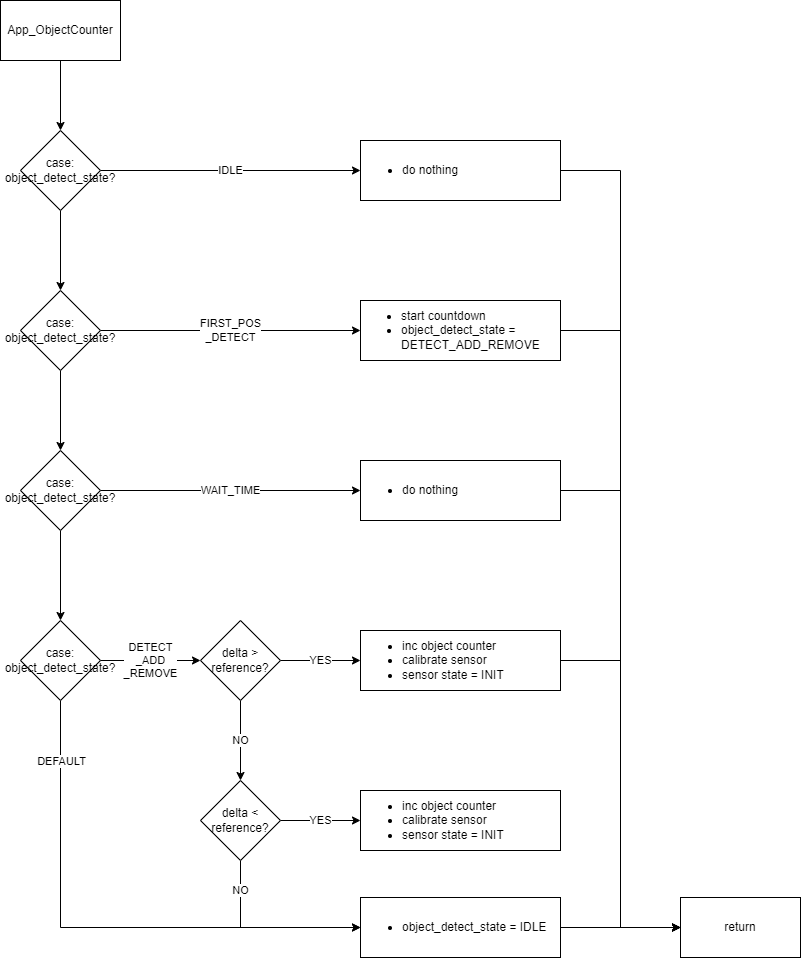 App_ObjectCounter
case:
object_detect_state?
IDLE
• do nothing
case:
object_detect_state?
FIRST_POS
_DETECT
• start countdown
• object_detect_state =
DETECT_ADD_REMOVE
case:
object_detect_state?
WAIT_TIME
• do nothing
case:
object_detect_state?
DETECT
_ADD
_REMOVE
delta >
reference?
YES
• inc object counter
• calibrate sensor
• sensor state = INIT
NO
DEFAULT
delta <
reference?
YES
• inc object counter
• calibrate sensor
• sensor state = INIT
NO
• object_detect_state = IDLE
return